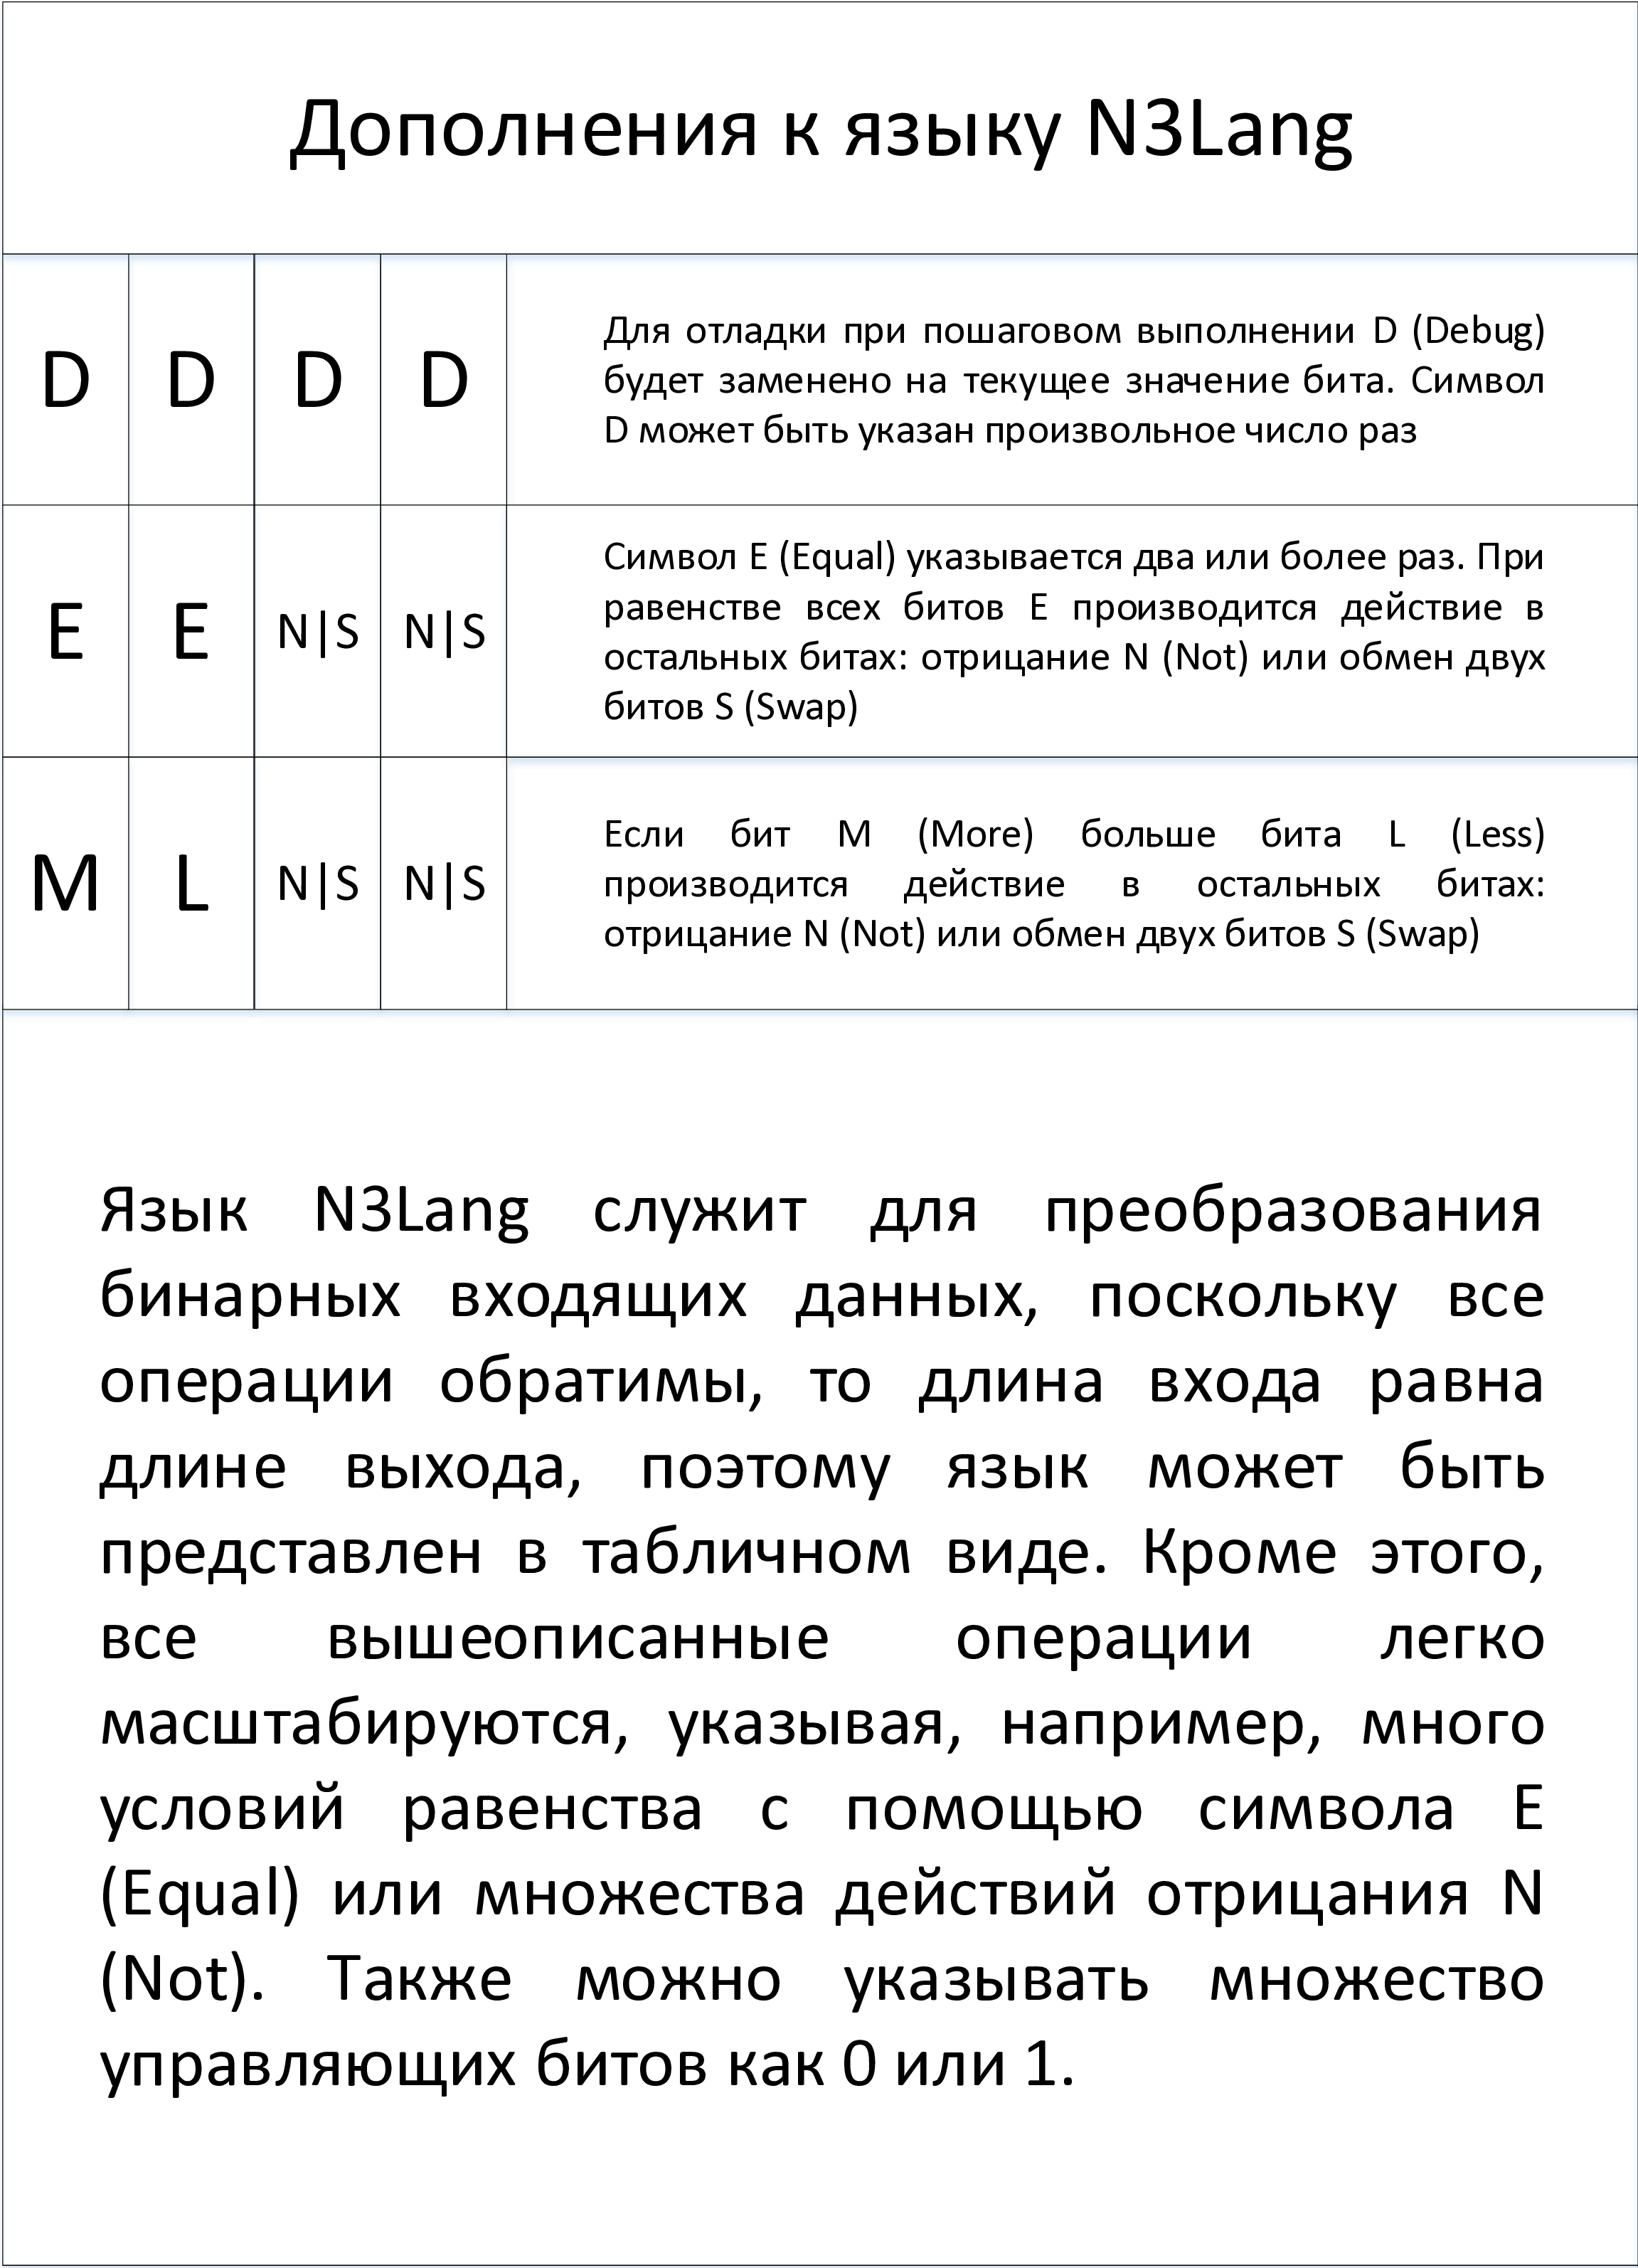 Дополнения к языку N3Lang
D D D D
Для отладки при пошаговом выполнении D (Debug)
будет заменено на текущее значение бита. Символ
D может быть указан произвольное число раз
E E N|S N|S
Символ E (Equal) указывается два или более раз. При
равенстве всех битов E производится действие в
остальных битах: отрицание N (Not) или обмен двух
битов S (Swap)
M L N|S N|S
Если бит M (More) больше бита L (Less)
производится действие в остальных битах:
отрицание N (Not) или обмен двух битов S (Swap)
Язык N3Lang служит для преобразования
бинарных входящих данных, поскольку все
операции обратимы, то длина входа равна
длине выхода, поэтому язык может быть
представлен в табличном виде. Кроме этого,
все вышеописанные операции легко
масштабируются, указывая, например, много
условий равенства с помощью символа E
(Equal) или множества действий отрицания N
(Not). Также можно указывать множество
управляющих битов как 0 или 1.